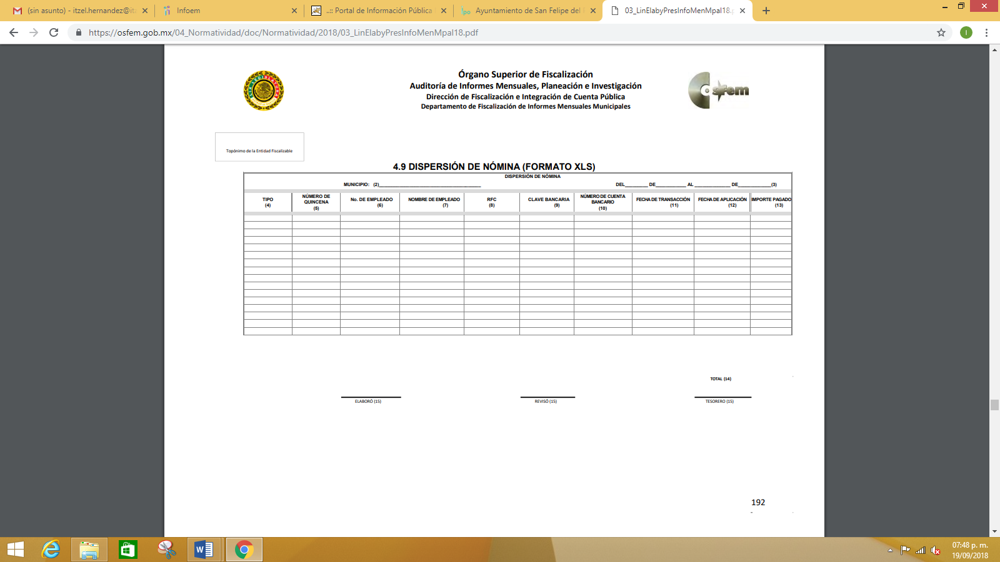 (sin asunto) - itzel.hernandez@it
Infoem
..:: Portal de Información Pública
Ayuntamiento de San Felipe del
03_LinElabyPresInfoMenMpal18.p
https://osfem.gob.mx/04_Normatividad/doc/Normatividad/2018/03_LinElabyPresInfoMenMpal18.pdf
I
Órgano Superior de Fiscalización
Auditoría de Informes Mensuales, Planeación e Investigación
Dirección de Fiscalización e Integración de Cuenta Pública
Departamento de Fiscalización de Informes Mensuales Municipales
osfem
Topónimo de la Entidad Fiscalizable
4.9 DISPERSIÓN DE NÓMINA (FORMATO XLS)
DISPERSIÓN DE NÓMINA
MUNICIPIO: (2)________________________________________ DEL_________ DE____________ AL ______________ DE_____________(3)
TIPO (4)
NÚMERO DE QUINCENA (5)
No. DE EMPLEADO (6)
NOMBRE DE EMPLEADO (7)
RFC (8)
CLAVE BANCARIA (9)
NÚMERO DE CUENTA BANCARIO (10)
FECHA DE TRANSACCIÓN (11)
FECHA DE APLICACIÓN (12)
IMPORTE PAGADO (13)
TOTAL (14)
ELABORÓ (15)
REVISÓ (15)
TESORERO (15)
192
07:48 p. m.
19/09/2018